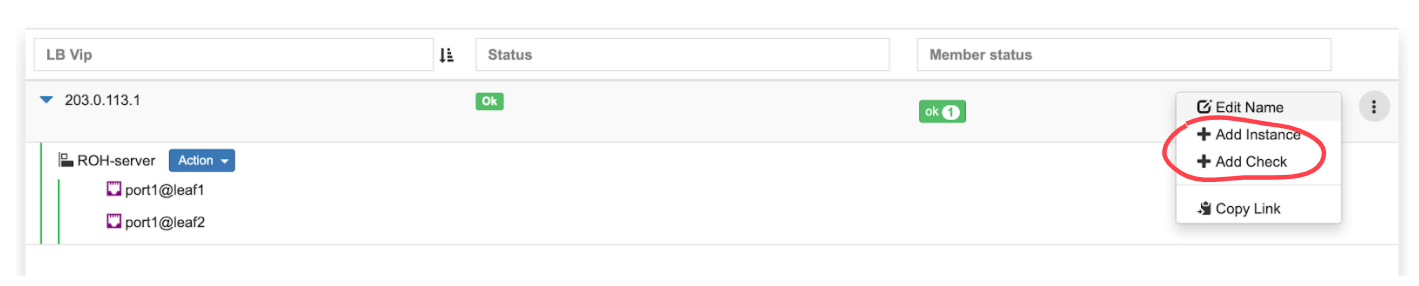 LB Vip Status Member status
203.0.113.1 Ok ok 1
Edit Name
Add Instance
Add Check
Copy Link
ROH-server Action
port1@leaf1
port1@leaf2